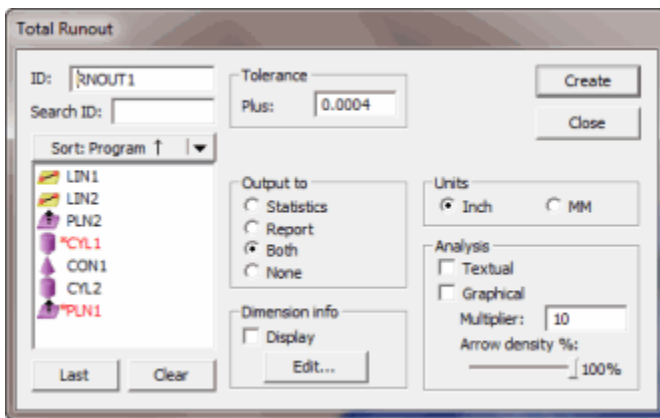 Total Runout
ID: RNOUT1
Search ID:
Sort: Program ↑
LIN1
LIN2
PLN2
*CYL1
CON1
CYL2
*PLN1
Last Clear
Tolerance
Plus: 0.0004
Output to
Statistics
Report
Both
None
Dimension info
Display
Edit...
Create
Close
Units
Inch MM
Analysis
Textual
Graphical
Multiplier: 10
Arrow density %:
100%